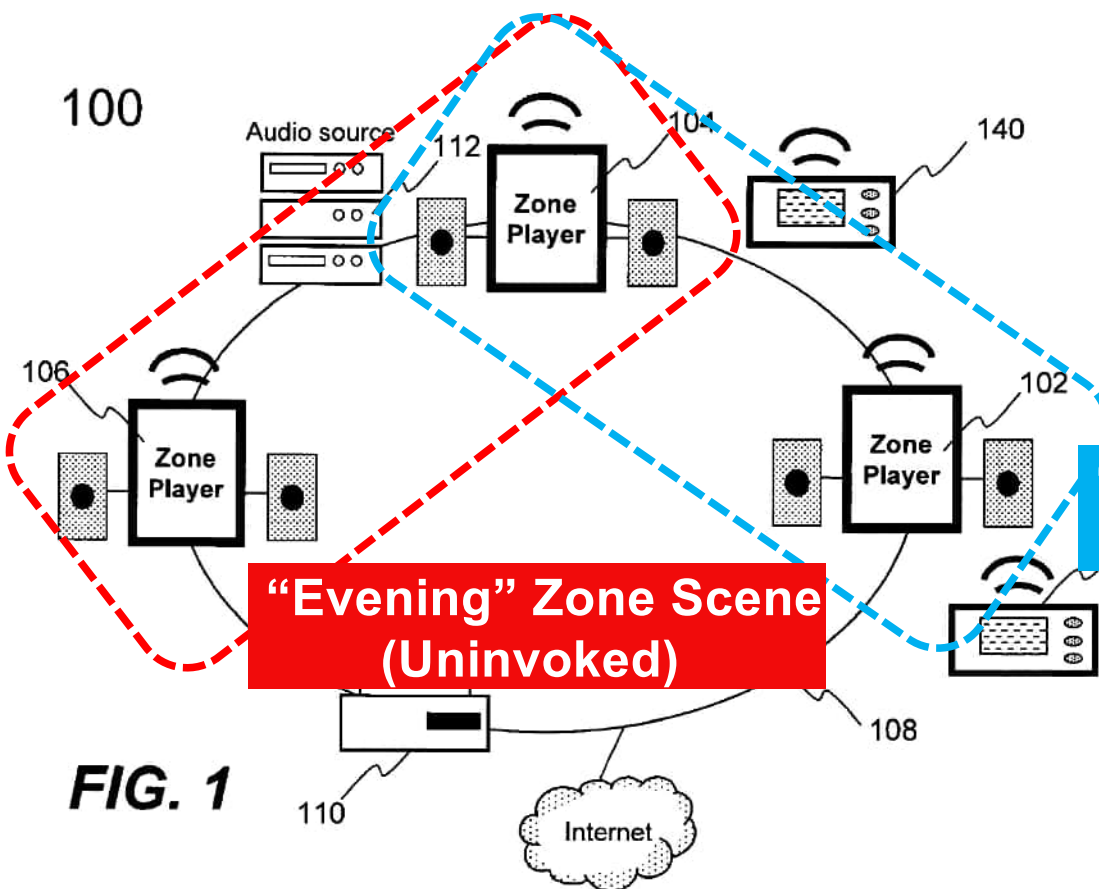 100
Audio source
112
104
140
Zone
Player
106
102
Zone
Player
Zone
Player
“Evening” Zone Scene
(Uninvoked)
108
FIG. 1
110
Internet